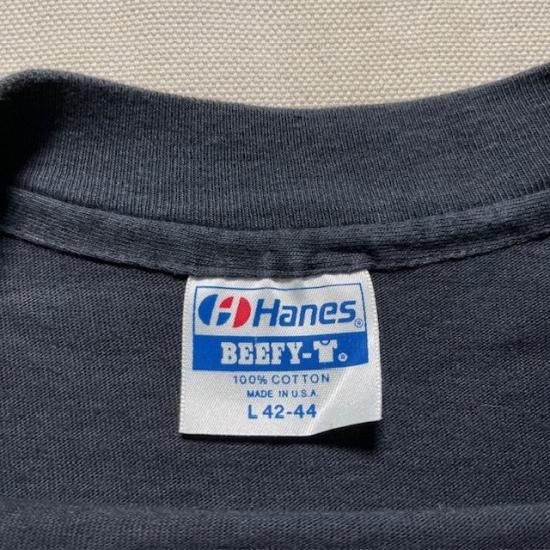 Hanes®
BEEFY-T®
100% COTTON
MADE IN U.S.A.
L 42-44